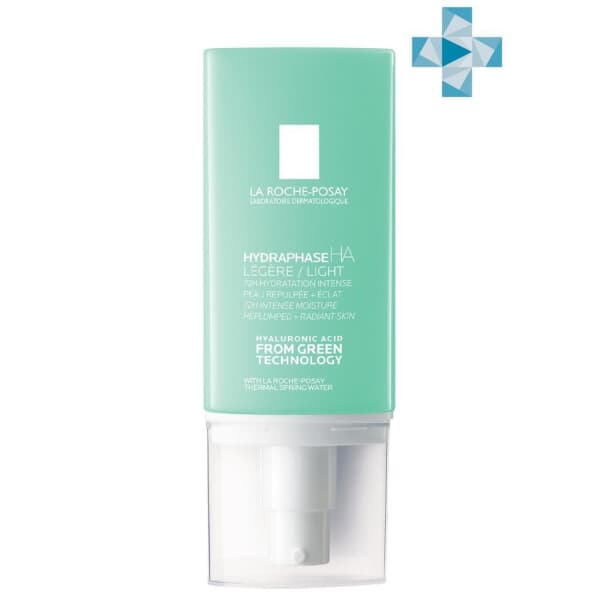 LA ROCHE-POSAY
LABORATOIRE DERMATOLOGIQUE
HYDRAPHASE HA
LÉGÈRE / LIGHT
72H HYDRATATION INTENSE
PEAU REPULPÉE + ÉCLAT
72H INTENSE MOISTURE
REPLUMPED + RADIANT SKIN
HYALURONIC ACID
FROM GREEN
TECHNOLOGY
WITH LA ROCHE-POSAY
THERMAL SPRING WATER